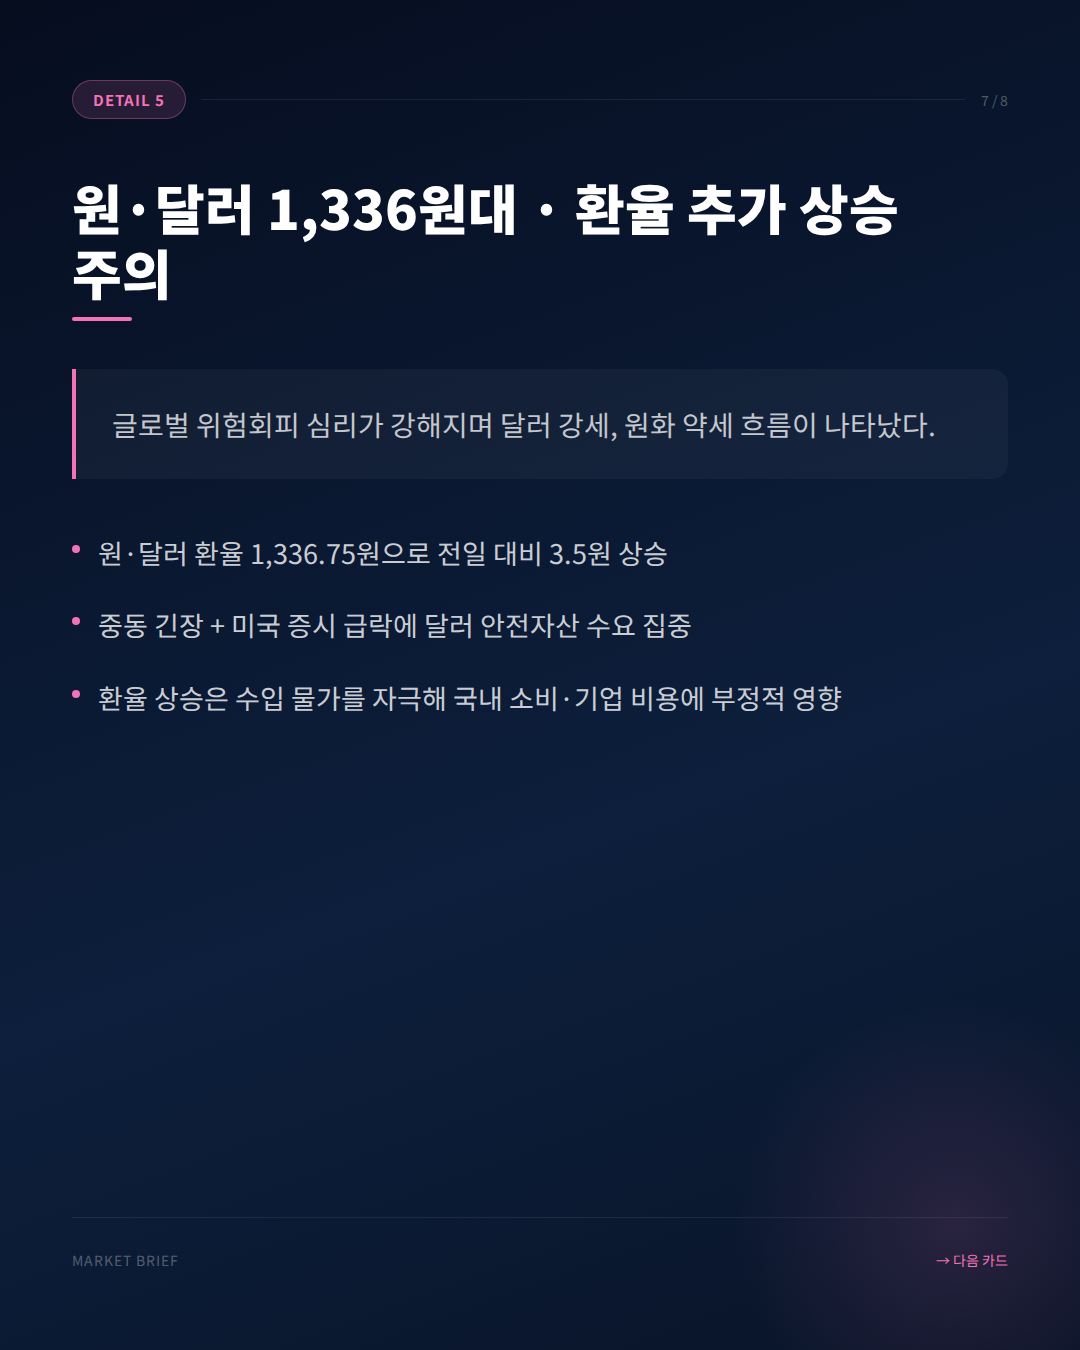 DETAIL 5
7 / 8
원·달러 1,336원대 · 환율 추가 상승
주의
글로벌 위험회피 심리가 강해지며 달러 강세, 원화 약세 흐름이 나타났다.
• 원·달러 환율 1,336.75원으로 전일 대비 3.5원 상승
• 중동 긴장 + 미국 증시 급락에 달러 안전자산 수요 집중
• 환율 상승은 수입 물가를 자극해 국내 소비·기업 비용에 부정적 영향
MARKET BRIEF
→ 다음 카드